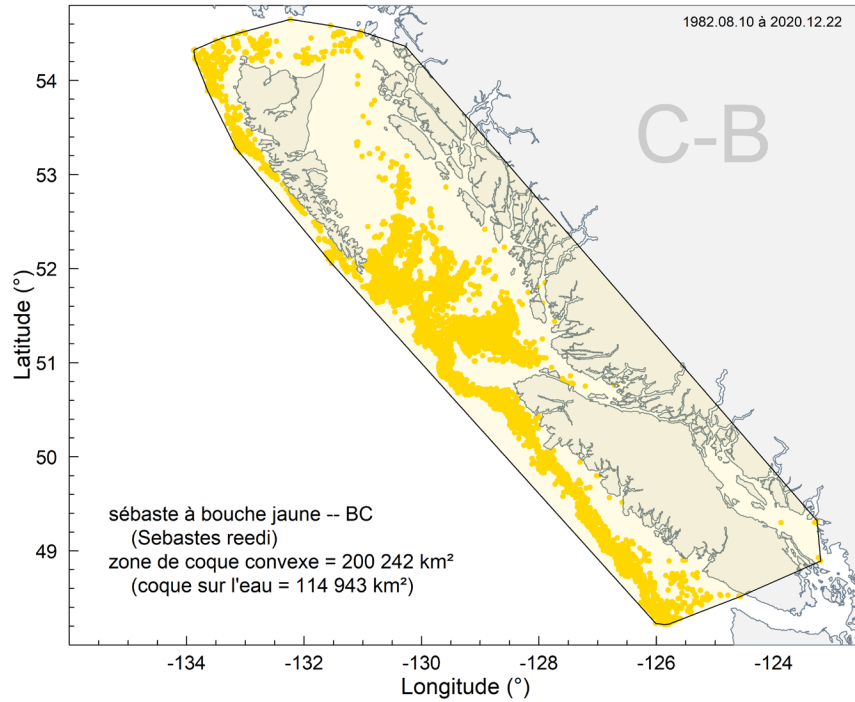 1982.08.10 à 2020.12.22
C-B
54
53
52
51
50
49
Latitude (°)
sébaste à bouche jaune -- BC
(Sebastes reedi)
zone de coque convexe = 200 242 km²
(coque sur l'eau = 114 943 km²)
-134 -132 -130 -128 -126 -124
Longitude (°)